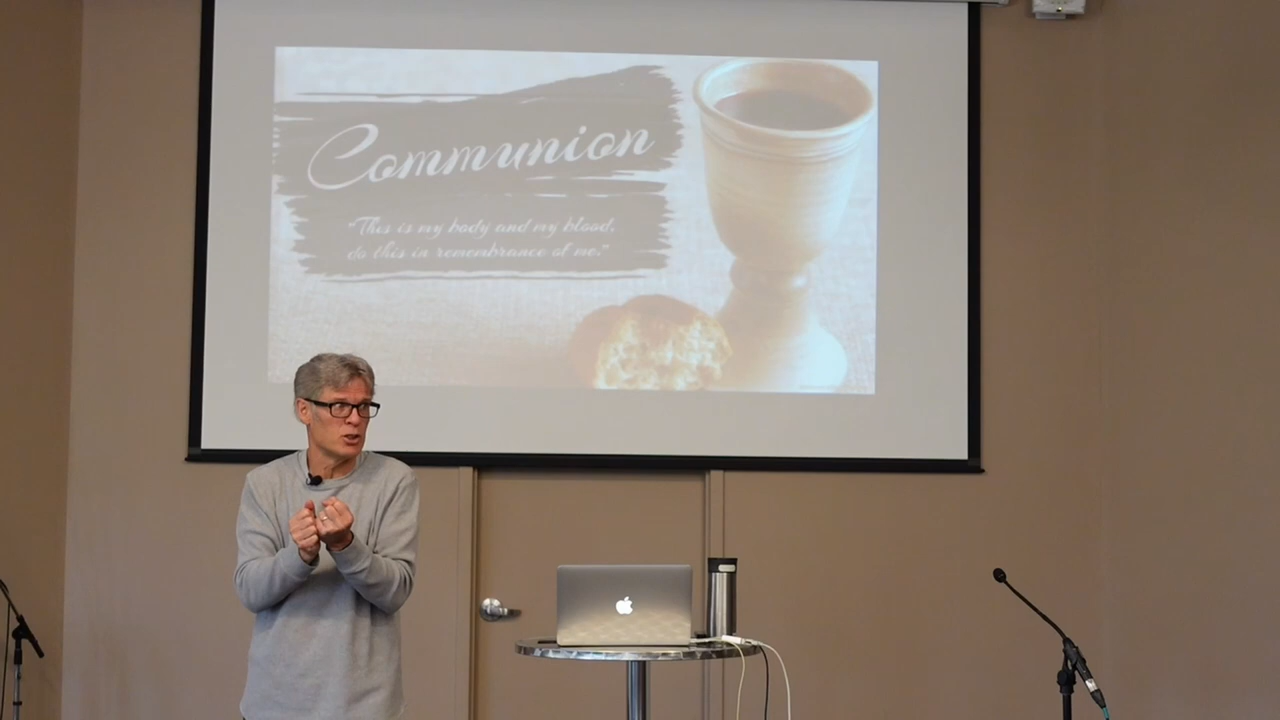 Communion
"This is my body and my blood,
do this in remembrance of me."